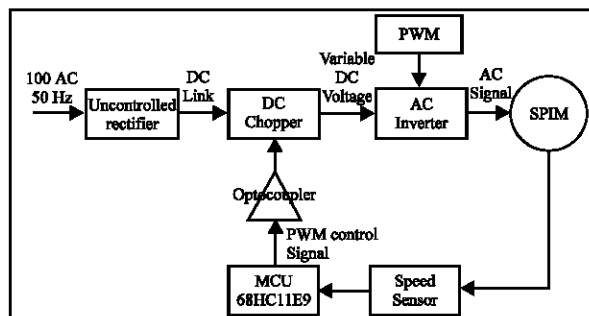 PWM
100 AC
50 Hz
DC
Link
Variable
DC
Voltage
AC
Signal
Uncontrolled
rectifier
DC
Chopper
AC
Inverter
SPIM
Optocoupler
PWM control
Signal
MCU
68HC11E9
Speed
Sensor